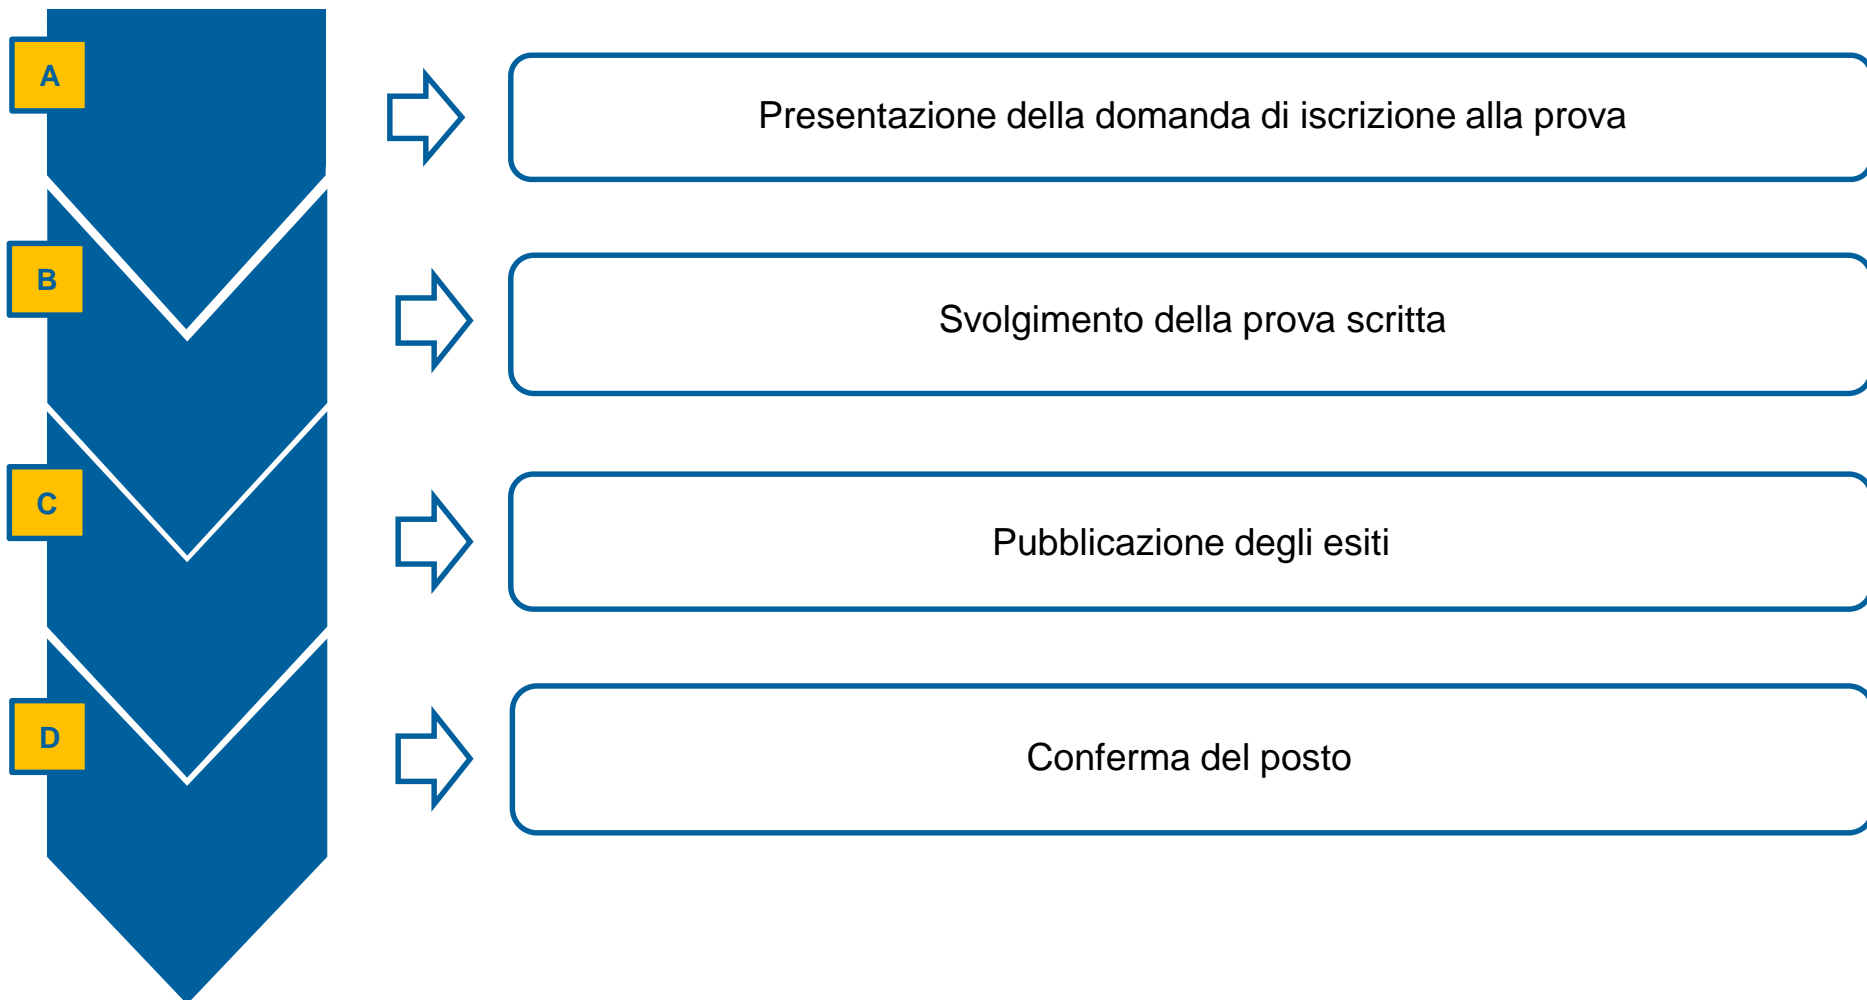 A
Presentazione della domanda di iscrizione alla prova
B
Svolgimento della prova scritta
C
Pubblicazione degli esiti
D
Conferma del posto